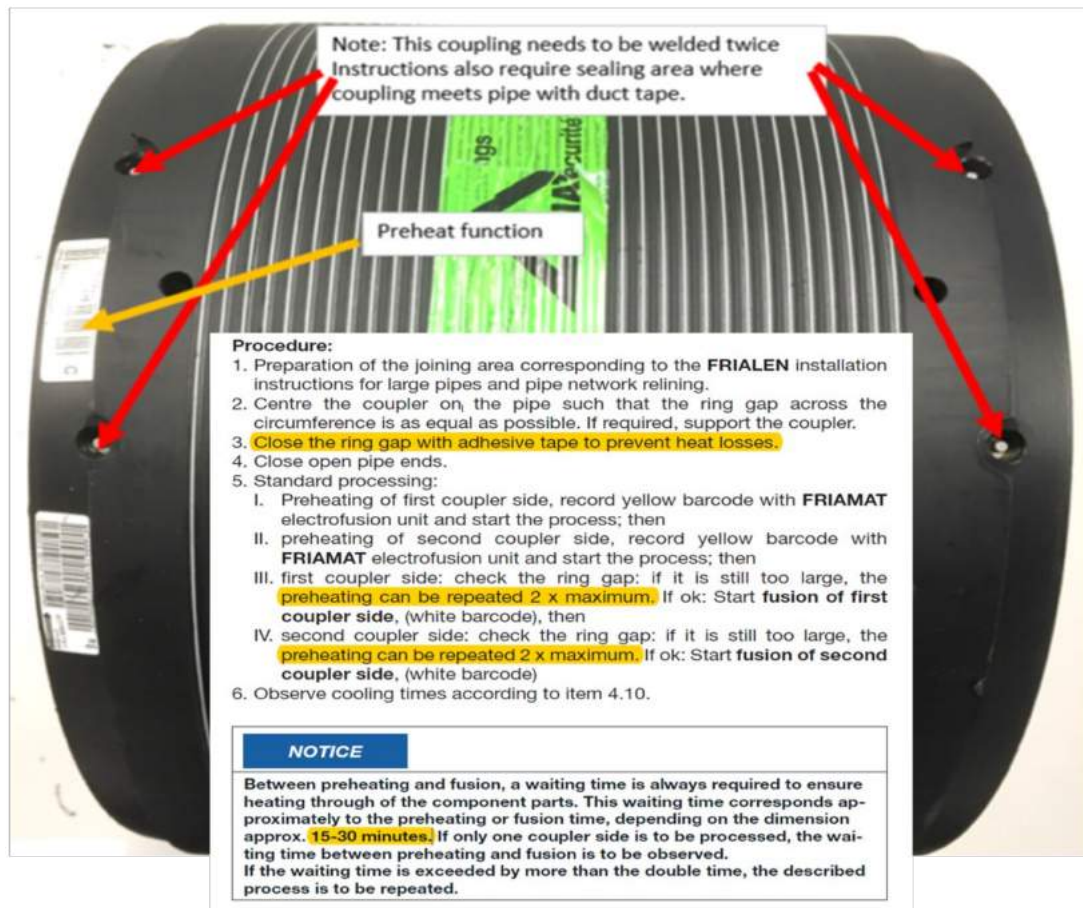 Note: This coupling needs to be welded twice
Instructions also require sealing area where
coupling meets pipe with duct tape.
ngs
ecurité
IA
Preheat function
C
Procedure:
1. Preparation of the joining area corresponding to the FRIALEN installation
instructions for large pipes and pipe network relining.
2. Centre the coupler on the pipe such that the ring gap across the
circumference is as equal as possible. If required, support the coupler.
3. Close the ring gap with adhesive tape to prevent heat losses.
4. Close open pipe ends.
5. Standard processing:
I. Preheating of first coupler side, record yellow barcode with FRIAMAT
electrofusion unit and start the process; then
II. preheating of second coupler side, record yellow barcode with
FRIAMAT electrofusion unit and start the process; then
III. first coupler side: check the ring gap: if it is still too large, the
preheating can be repeated 2 x maximum. If ok: Start fusion of first
coupler side, (white barcode), then
IV. second coupler side: check the ring gap: if it is still too large, the
preheating can be repeated 2 x maximum. If ok: Start fusion of second
coupler side, (white barcode)
6. Observe cooling times according to item 4.10.
NOTICE
Between preheating and fusion, a waiting time is always required to ensure
heating through of the component parts. This waiting time corresponds ap-
proximately to the preheating or fusion time, depending on the dimension
approx. 15-30 minutes. If only one coupler side is to be processed, the wai-
ting time between preheating and fusion is to be observed.
If the waiting time is exceeded by more than the double time, the described
process is to be repeated.